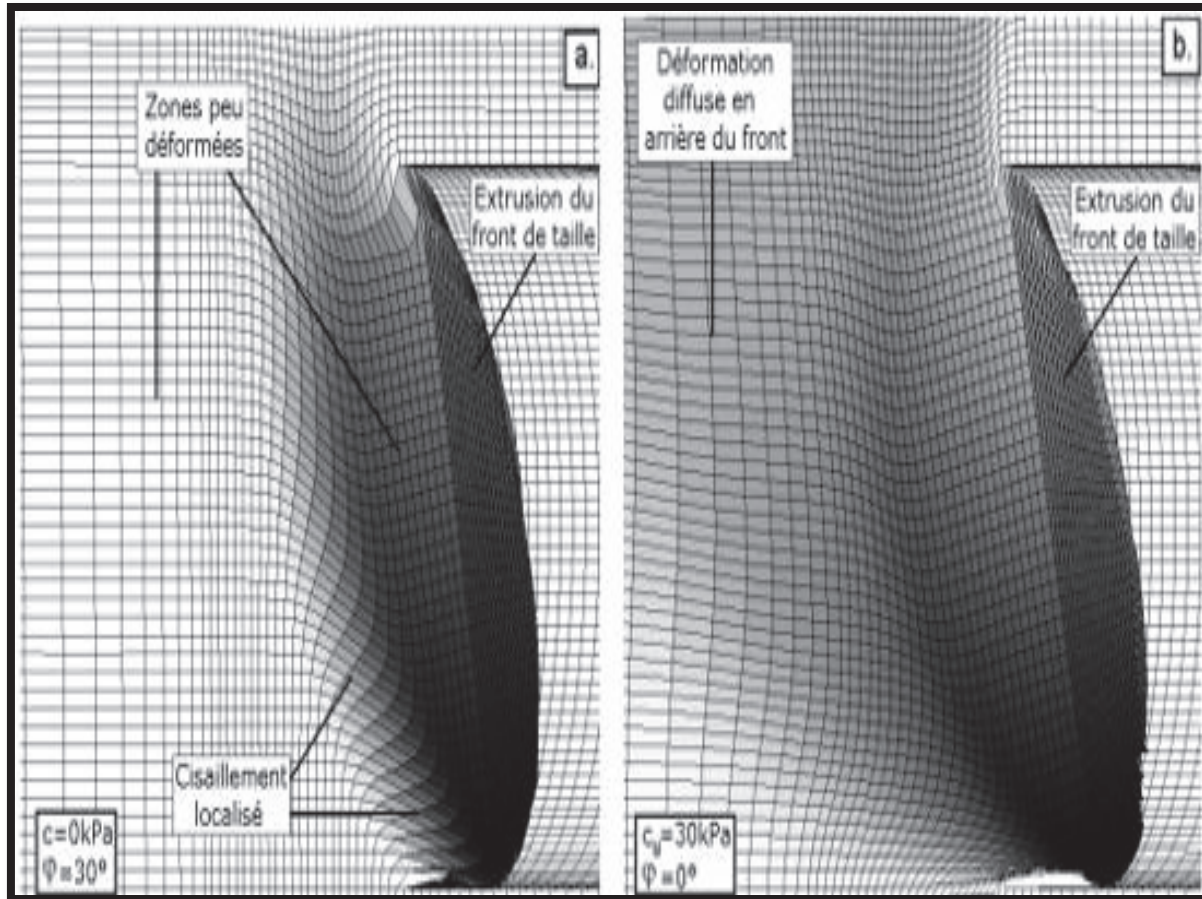 a.
Zones peu
déformées
Extrusion du
front de taille
Cisaillement
localisé
c=0kPa
φ=30°
b.
Déformation
diffuse en
arrière du front
Extrusion du
front de taille
cᵤ=30kPa
φ=0°